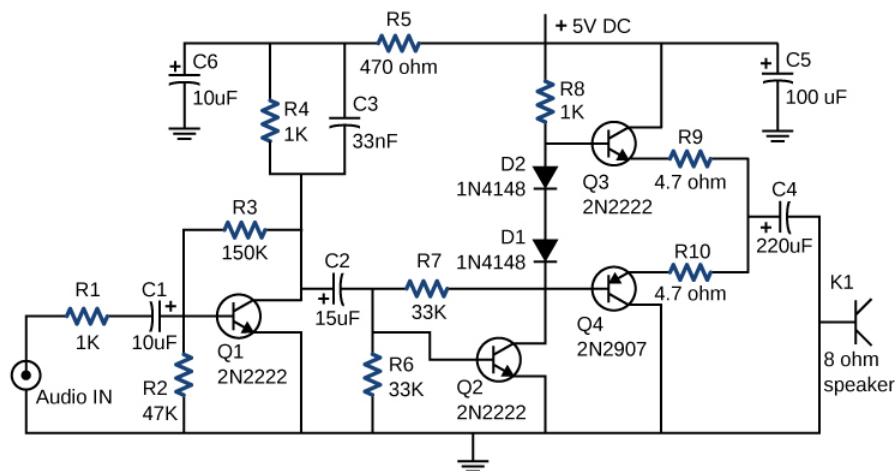 R5
470 ohm
+ 5V DC
+ C6
10uF
R4
1K
C3
33nF
R8
1K
+ C5
100 uF
D2
1N4148
Q3
2N2222
R9
4.7 ohm
R3
150K
D1
1N4148
C4
+
220uF
R1
1K
C1
+
10uF
C2
+
15uF
R7
33K
R10
4.7 ohm
K1
8 ohm
speaker
Audio IN
R2
47K
Q1
2N2222
R6
33K
Q2
2N2222
Q4
2N2907